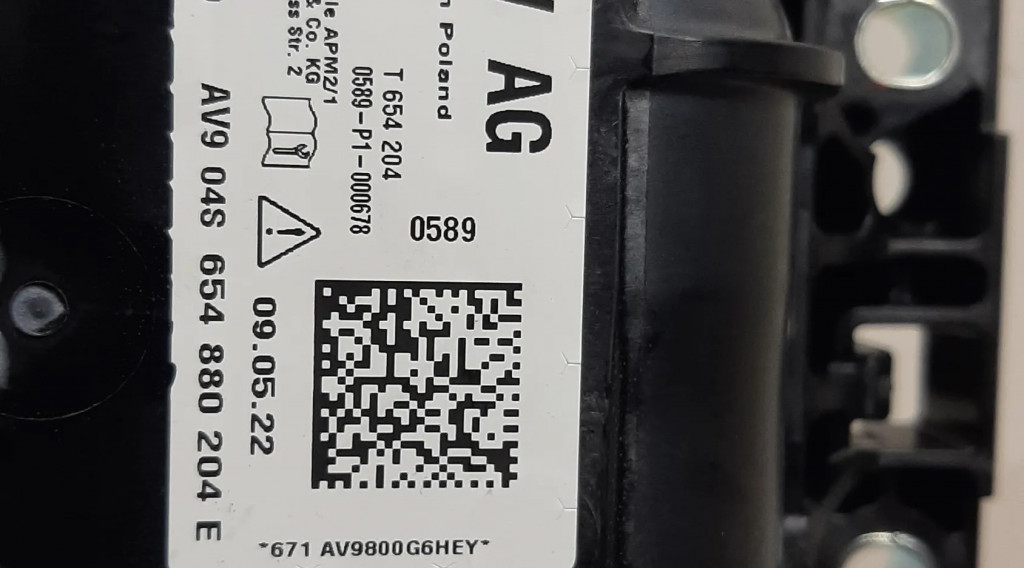 AG
n Poland
T 654 204
0589-P1-000678
0589
le APM2/1
& Co. KG
ss Str. 2
09.05.22
AV9 04S 654 880 204 E
*671 AV9800G6HEY*